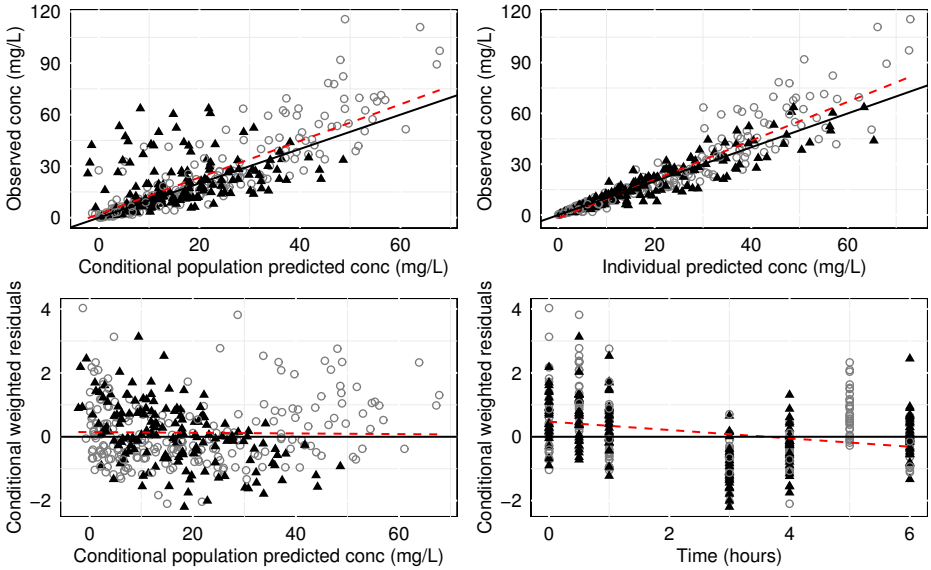 120
90
60
30
0
Observed conc (mg/L)
0 20 40 60
Conditional population predicted conc (mg/L)
120
90
60
30
0
Observed conc (mg/L)
0 20 40 60
Individual predicted conc (mg/L)
4
2
0
−2
Conditional weighted residuals
0 20 40 60
Conditional population predicted conc (mg/L)
4
2
0
−2
Conditional weighted residuals
0 2 4 6
Time (hours)